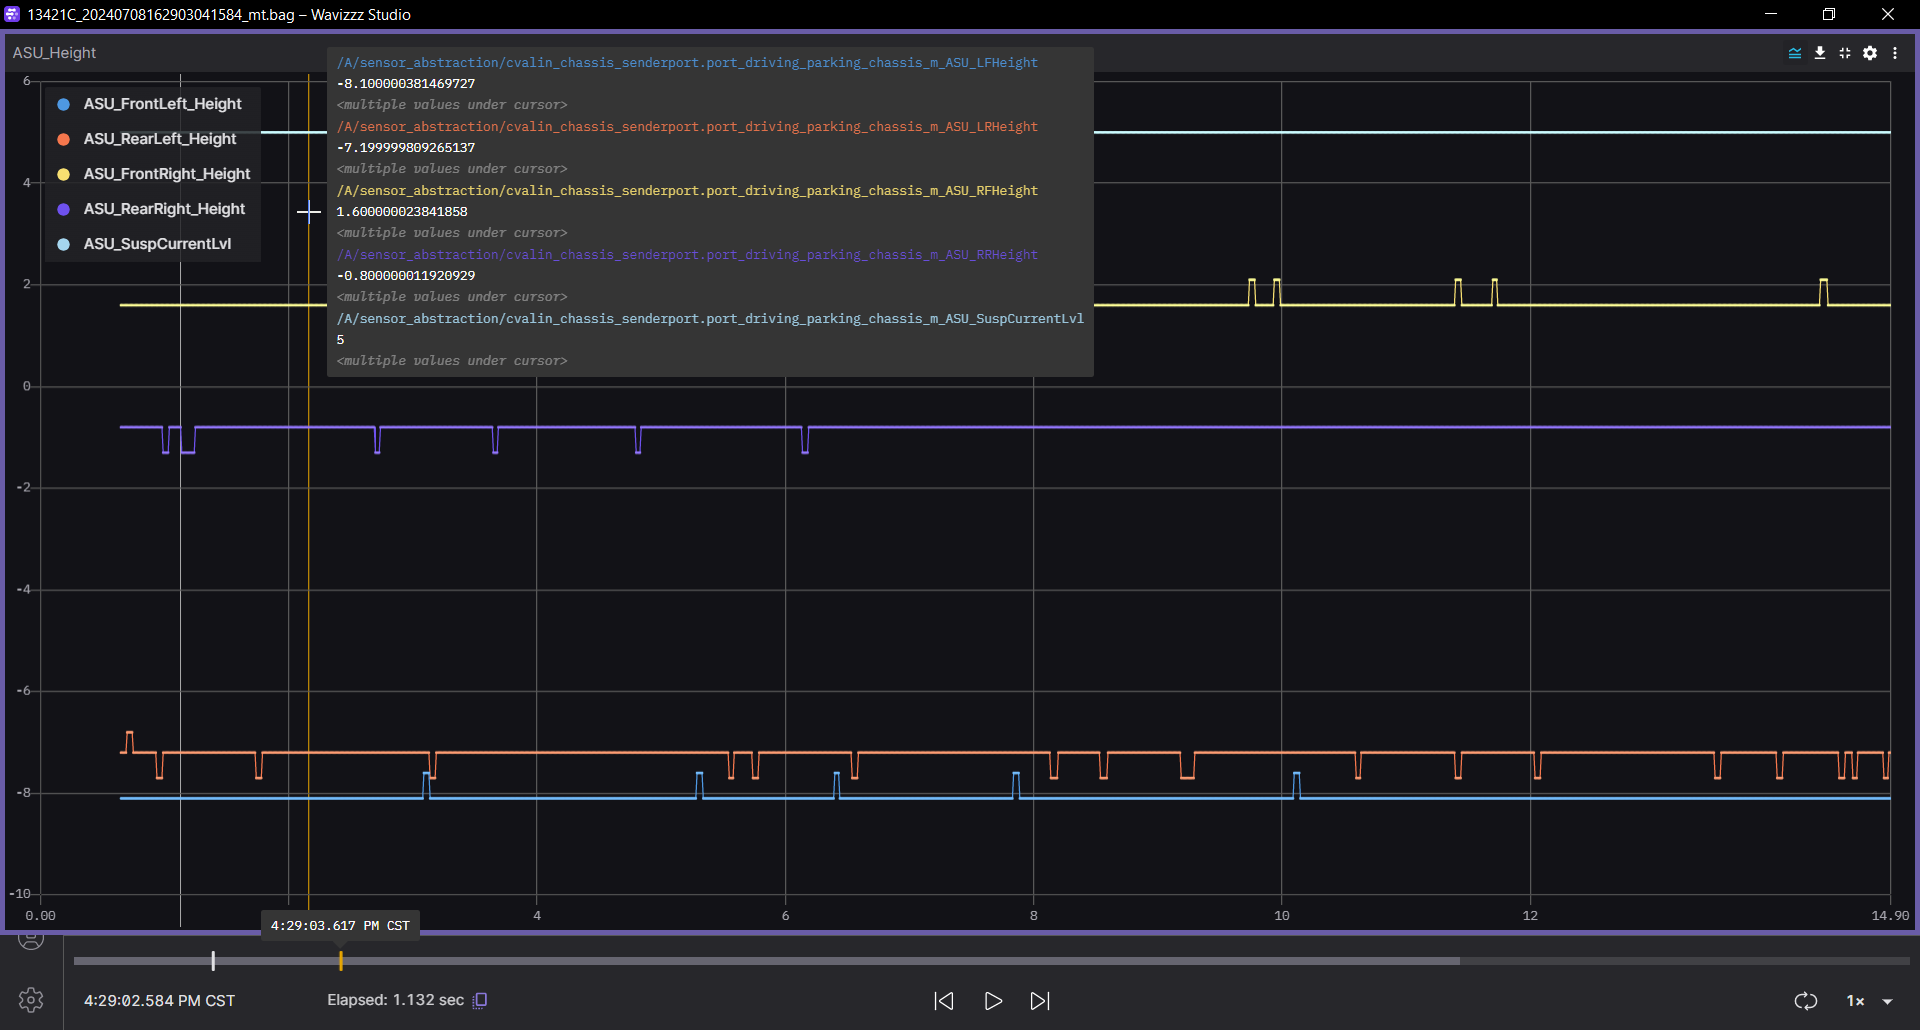 13421C_20240708162903041584_mt.bag – Wavizzz Studio
ASU_Height
/A/sensor_abstraction/cvalin_chassis_senderport.port_driving_parking_chassis_m_ASU_LFHeight
-8.100000381469727
<multiple values under cursor>
/A/sensor_abstraction/cvalin_chassis_senderport.port_driving_parking_chassis_m_ASU_LRHeight
-7.199999809265137
<multiple values under cursor>
/A/sensor_abstraction/cvalin_chassis_senderport.port_driving_parking_chassis_m_ASU_RFHeight
1.600000023841858
<multiple values under cursor>
/A/sensor_abstraction/cvalin_chassis_senderport.port_driving_parking_chassis_m_ASU_RRHeight
-0.800000011920929
<multiple values under cursor>
/A/sensor_abstraction/cvalin_chassis_senderport.port_driving_parking_chassis_m_ASU_SuspCurrentLvl
5
<multiple values under cursor>
ASU_FrontLeft_Height
ASU_RearLeft_Height
ASU_FrontRight_Height
ASU_RearRight_Height
ASU_SuspCurrentLvl
6
4
2
0
-2
-4
-6
-8
-10
0.00
4
6
8
10
12
14.90
4:29:03.617 PM CST
4:29:02.584 PM CST
Elapsed: 1.132 sec
1×